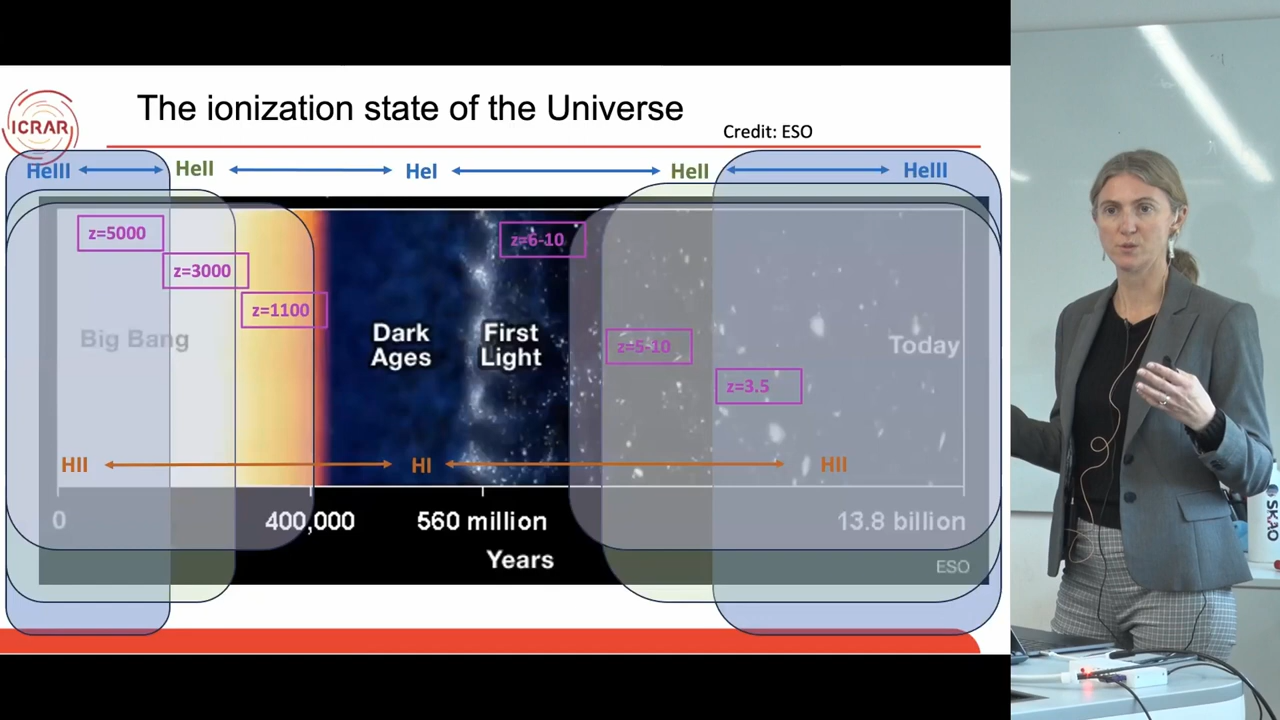 The ionization state of the Universe
ICRAR
Credit: ESO
HeIII HeII HeI HeII HeIII
z=5000
z=3000
z=1100
z=6-10
z=5-10
z=3.5
Big Bang
Dark
Ages
First
Light
Today
HII HI HII
0 400,000 560 million 13.8 billion
Years
ESO
SKAO